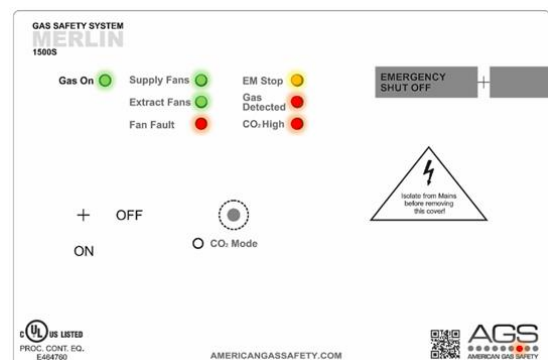 GAS SAFETY SYSTEM
MERLIN
1500S
Gas On
Supply Fans
Extract Fans
Fan Fault
EM Stop
Gas
Detected
CO₂ High
EMERGENCY
SHUT OFF
Isolate from Mains
before removing
this cover!
+ OFF
ON
CO₂ Mode
C UL US LISTED
PROC. CONT. EQ.
E464760
AMERICANGASSAFETY.COM
AGS
AMERICAN GAS SAFETY